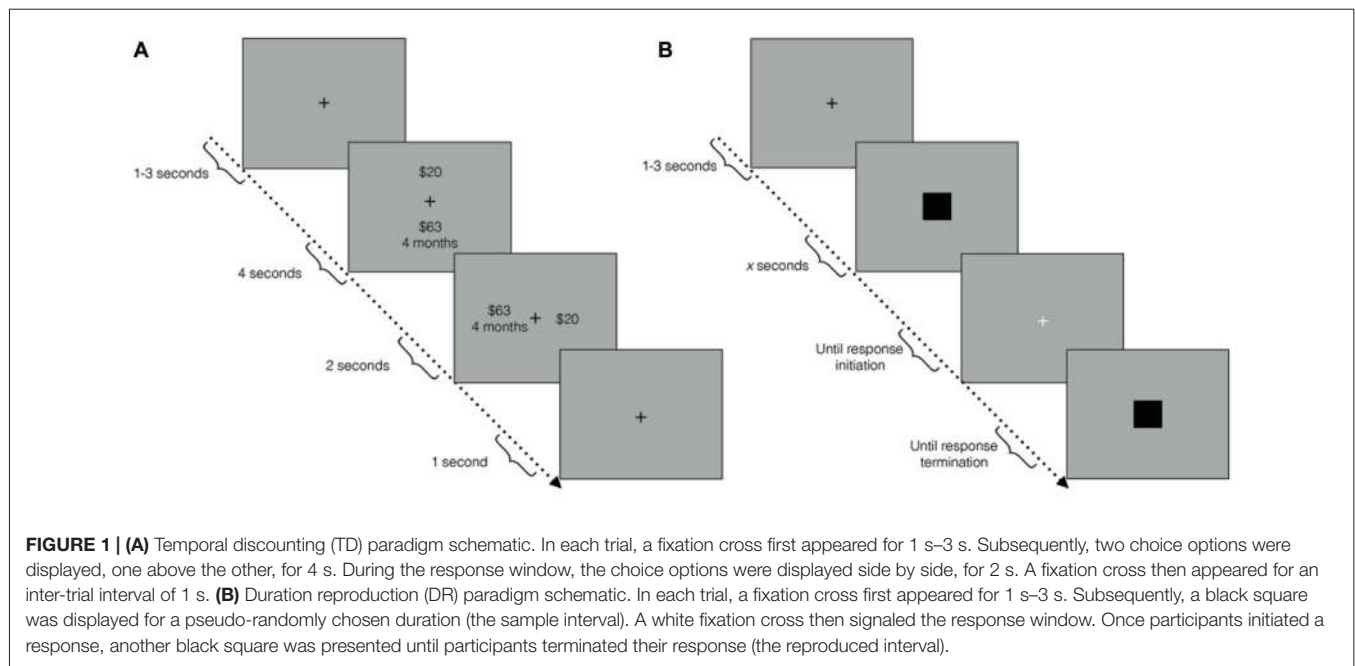 A
+
1-3 seconds
$20
+
$63
4 months
4 seconds
$63
4 months
+
$20
2 seconds
+
1 second
B
+
1-3 seconds
x seconds
+
Until response
initiation
Until response
termination
FIGURE 1 | (A) Temporal discounting (TD) paradigm schematic. In each trial, a fixation cross first appeared for 1 s–3 s. Subsequently, two choice options were
displayed, one above the other, for 4 s. During the response window, the choice options were displayed side by side, for 2 s. A fixation cross then appeared for an
inter-trial interval of 1 s. (B) Duration reproduction (DR) paradigm schematic. In each trial, a fixation cross first appeared for 1 s–3 s. Subsequently, a black square
was displayed for a pseudo-randomly chosen duration (the sample interval). A white fixation cross then signaled the response window. Once participants initiated a
response, another black square was presented until participants terminated their response (the reproduced interval).